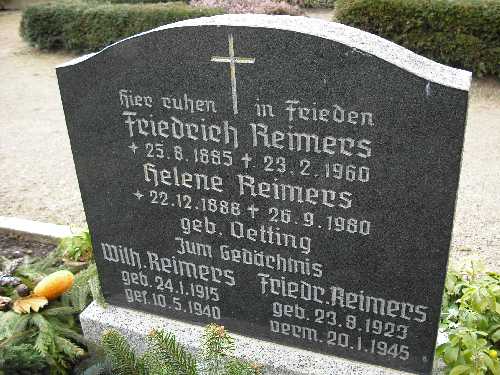 Hier ruhen in Frieden
Friedrich Reimers
+ 25.8.1885 + 23.2.1960
Helene Reimers
+ 22.12.1888 + 26.9.1980
geb. Oetting
Zum Gedächtnis
Wilh. Reimers
geb. 24.1.1915
gef. 10.5.1940
Friedr. Reimers
geb. 23.8.1923
verm. 20.1.1945